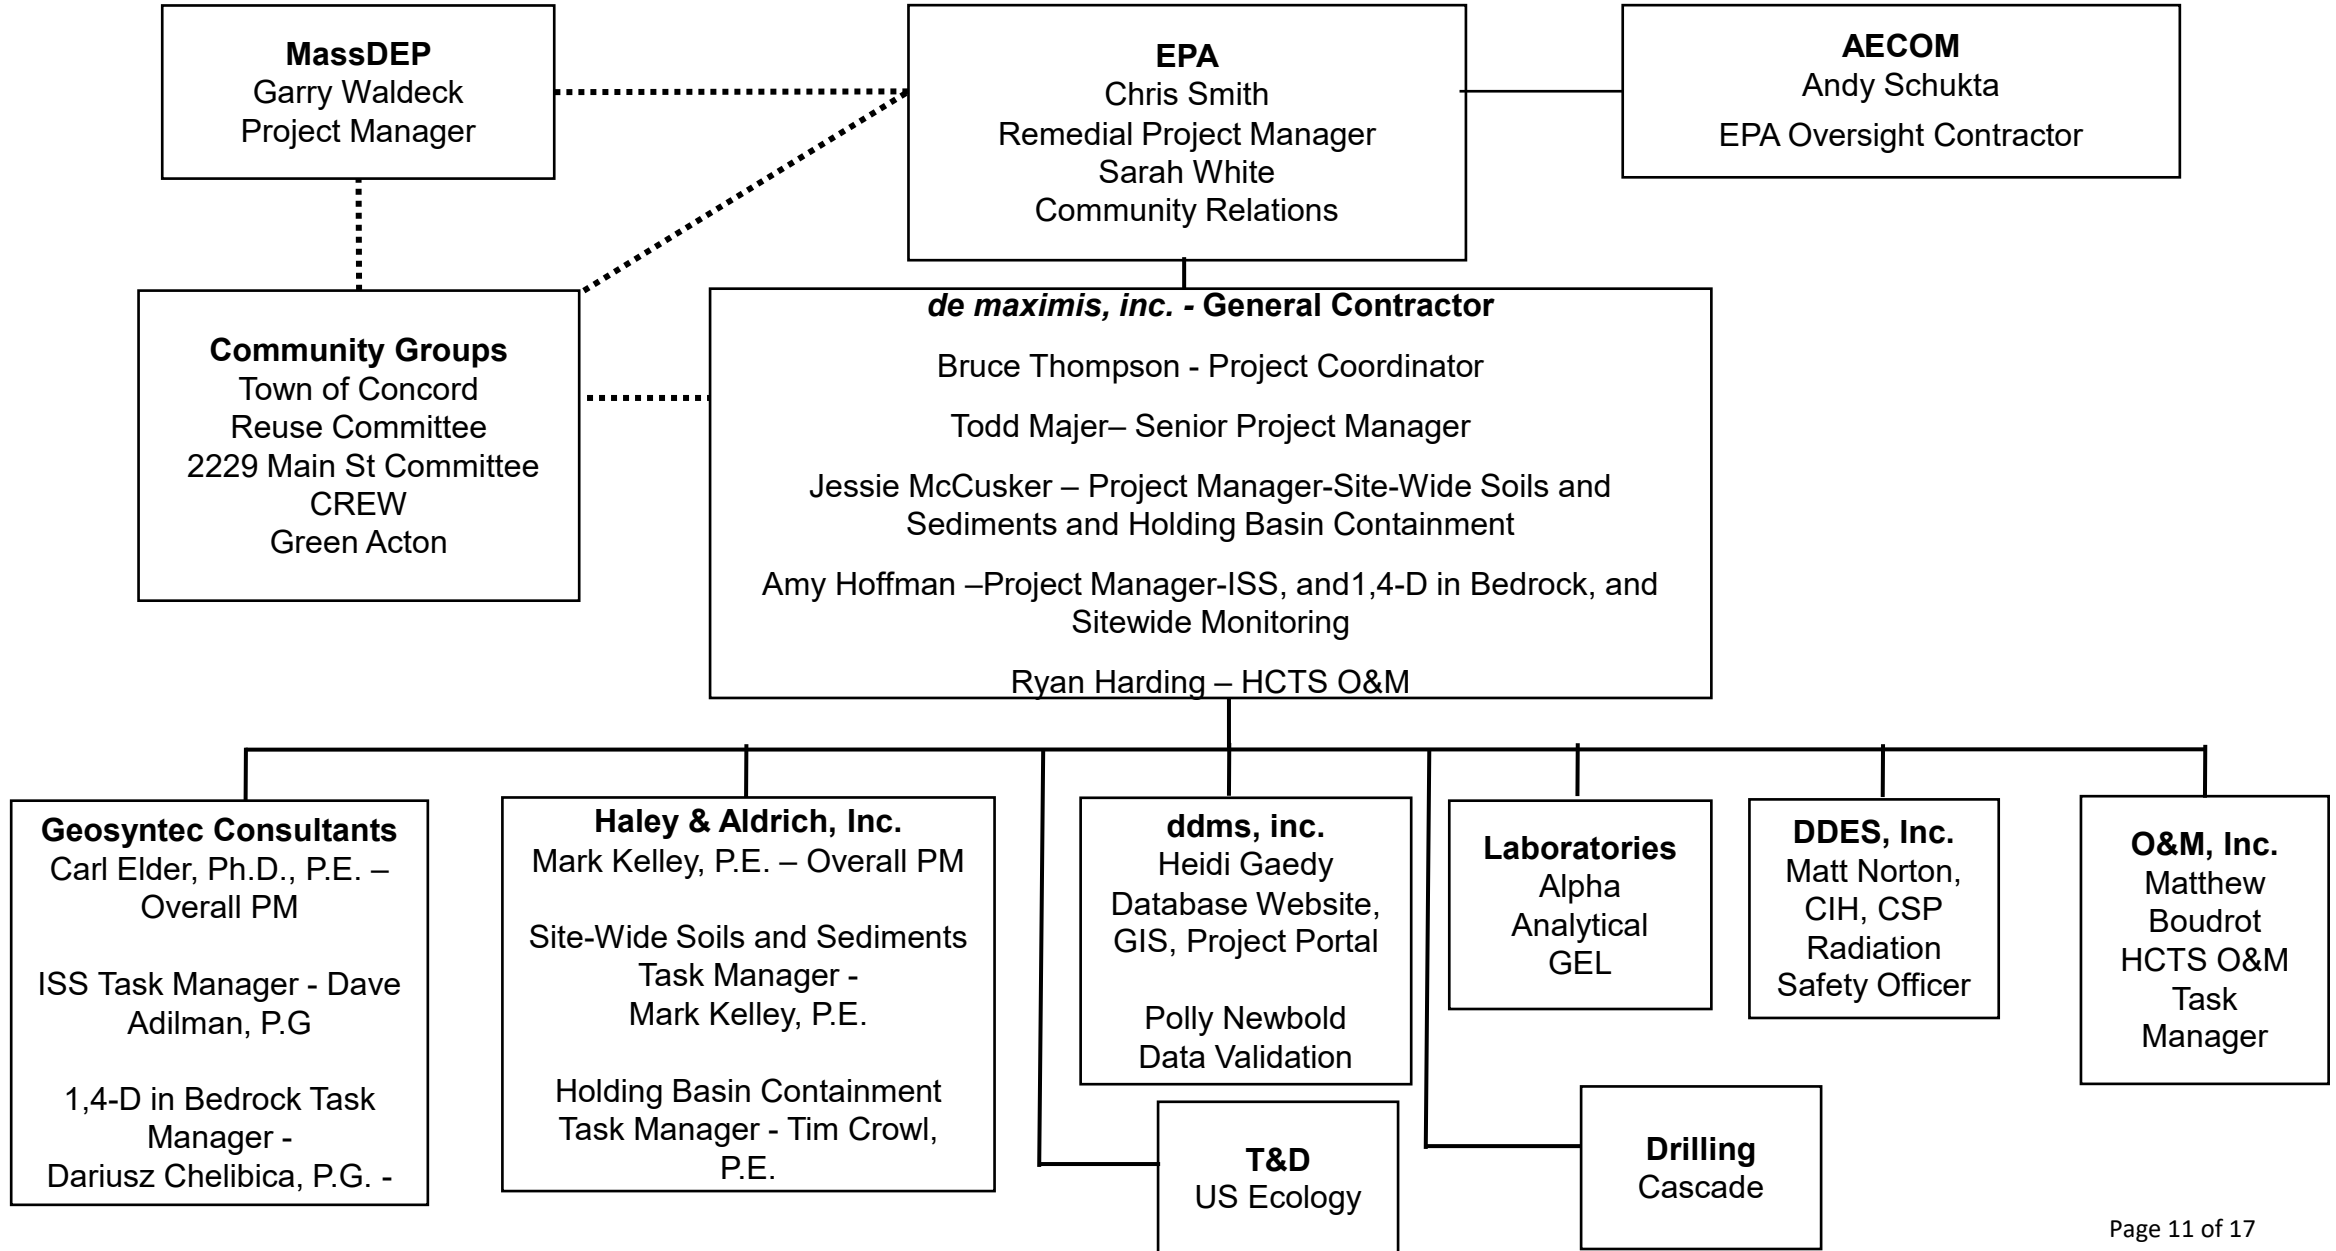 MassDEP
Garry Waldeck
Project Manager
EPA
Chris Smith
Remedial Project Manager
Sarah White
Community Relations
AECOM
Andy Schukta
EPA Oversight Contractor
Community Groups
Town of Concord
Reuse Committee
2229 Main St Committee
CREW
Green Acton
de maximis, inc. - General Contractor
Bruce Thompson - Project Coordinator
Todd Majer– Senior Project Manager
Jessie McCusker – Project Manager-Site-Wide Soils and
Sediments and Holding Basin Containment
Amy Hoffman –Project Manager-ISS, and1,4-D in Bedrock, and
Sitewide Monitoring
Ryan Harding – HCTS O&M
Geosyntec Consultants
Carl Elder, Ph.D., P.E. –
Overall PM
ISS Task Manager - Dave
Adilman, P.G
1,4-D in Bedrock Task
Manager -
Dariusz Chelibica, P.G. -
Haley & Aldrich, Inc.
Mark Kelley, P.E. – Overall PM
Site-Wide Soils and Sediments
Task Manager -
Mark Kelley, P.E.
Holding Basin Containment
Task Manager - Tim Crowl,
P.E.
ddms, inc.
Heidi Gaedy
Database Website,
GIS, Project Portal
Polly Newbold
Data Validation
T&D
US Ecology
Laboratories
Alpha
Analytical
GEL
Drilling
Cascade
DDES, Inc.
Matt Norton,
CIH, CSP
Radiation
Safety Officer
O&M, Inc.
Matthew
Boudrot
HCTS O&M
Task
Manager
Page 11 of 17